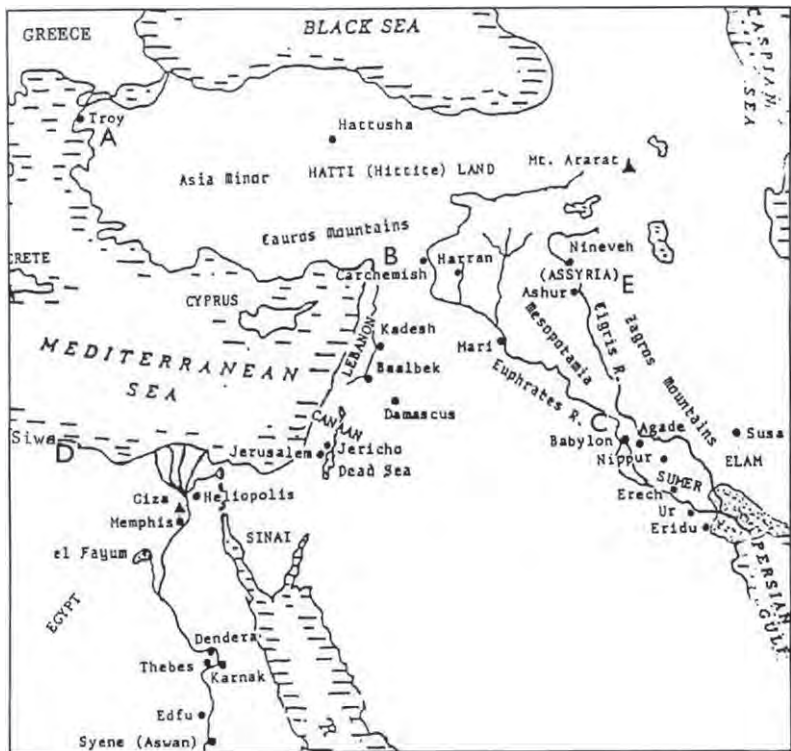 GREECE
BLACK SEA
CASPIAN
SEA
Troy
A
Hattusha
Mt. Ararat
Asia Minor
HATTI (Hittite) LAND
Tauros mountains
B
Harran
Nineveh
CRETE
Carchemish
(ASSYRIA)
E
Ashur
CYPRUS
Kadesh
LEBANON
mesopotamia
Tigris R.
Zagros mountains
MEDITERRANEAN
SEA
Mari
Baalbek
Euphrates R.
Damascus
CANAAN
C
Siwa
D
Babylon
Agade
Susa
Jerusalem
Jericho
Dead Sea
Nippur
ELAM
SUMER
Giza
Heliopolis
Erech
Memphis
Ur
SINAI
Eridu
el Fayum
PERSIAN
GULF
EGYPT
Dendera
Thebes
Karnak
R
Edfu
Syene (Aswan)